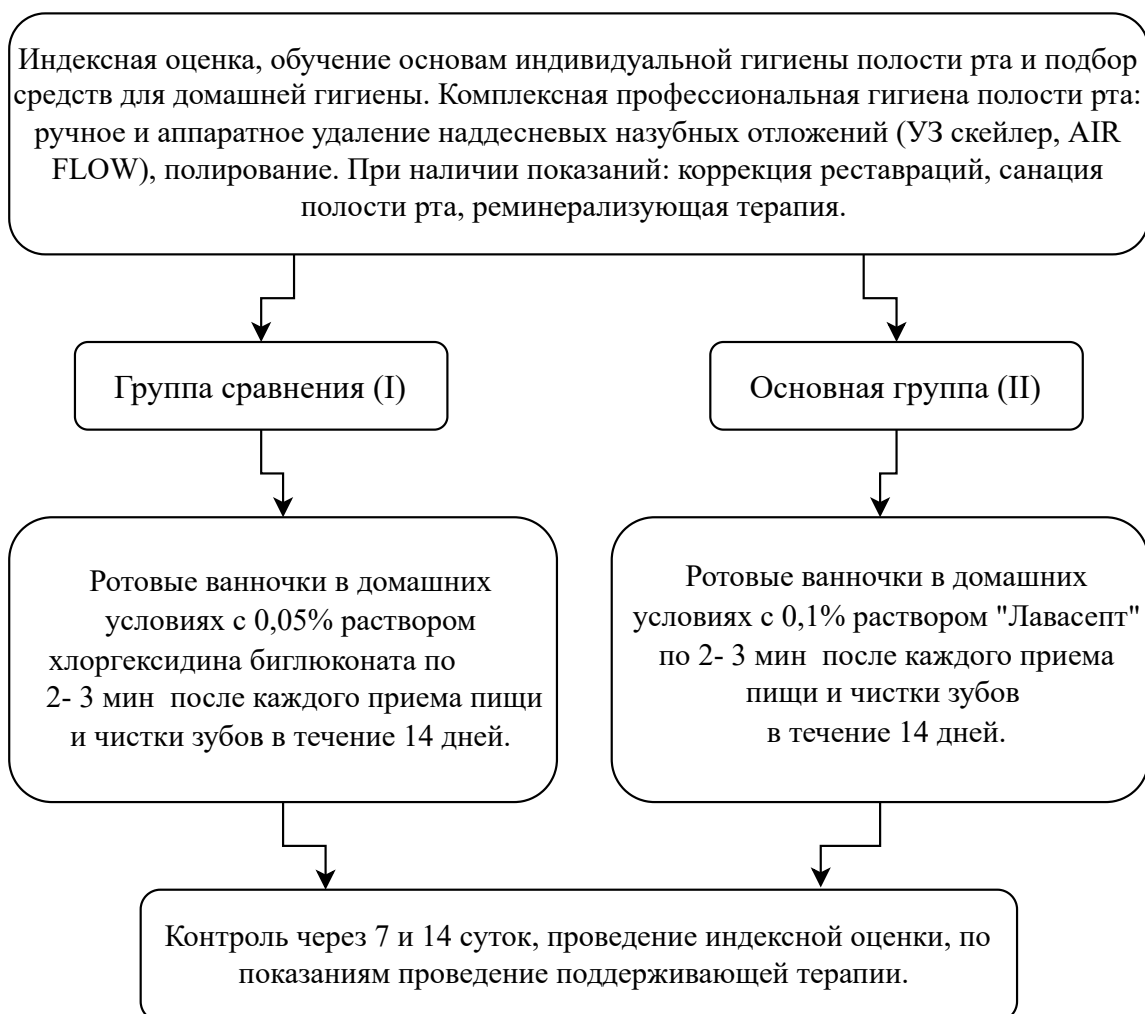 Индексная оценка, обучение основам индивидуальной гигиены полости рта и подбор
средств для домашней гигиены. Комплексная профессиональная гигиена полости рта:
ручное и аппаратное удаление наддесневых назубных отложений (УЗ скейлер, AIR
FLOW), полирование. При наличии показаний: коррекция реставраций, санация
полости рта, реминерализующая терапия.
Группа сравнения (I)
Основная группа (II)
Ротовые ванночки в домашних
условиях с 0,05% раствором
хлоргексидина биглюконата по
2- 3 мин после каждого приема пищи
и чистки зубов в течение 14 дней.
Ротовые ванночки в домашних
условиях с 0,1% раствором "Лавасепт"
по 2- 3 мин после каждого приема
пищи и чистки зубов
в течение 14 дней.
Контроль через 7 и 14 суток, проведение индексной оценки, по
показаниям проведение поддерживающей терапии.